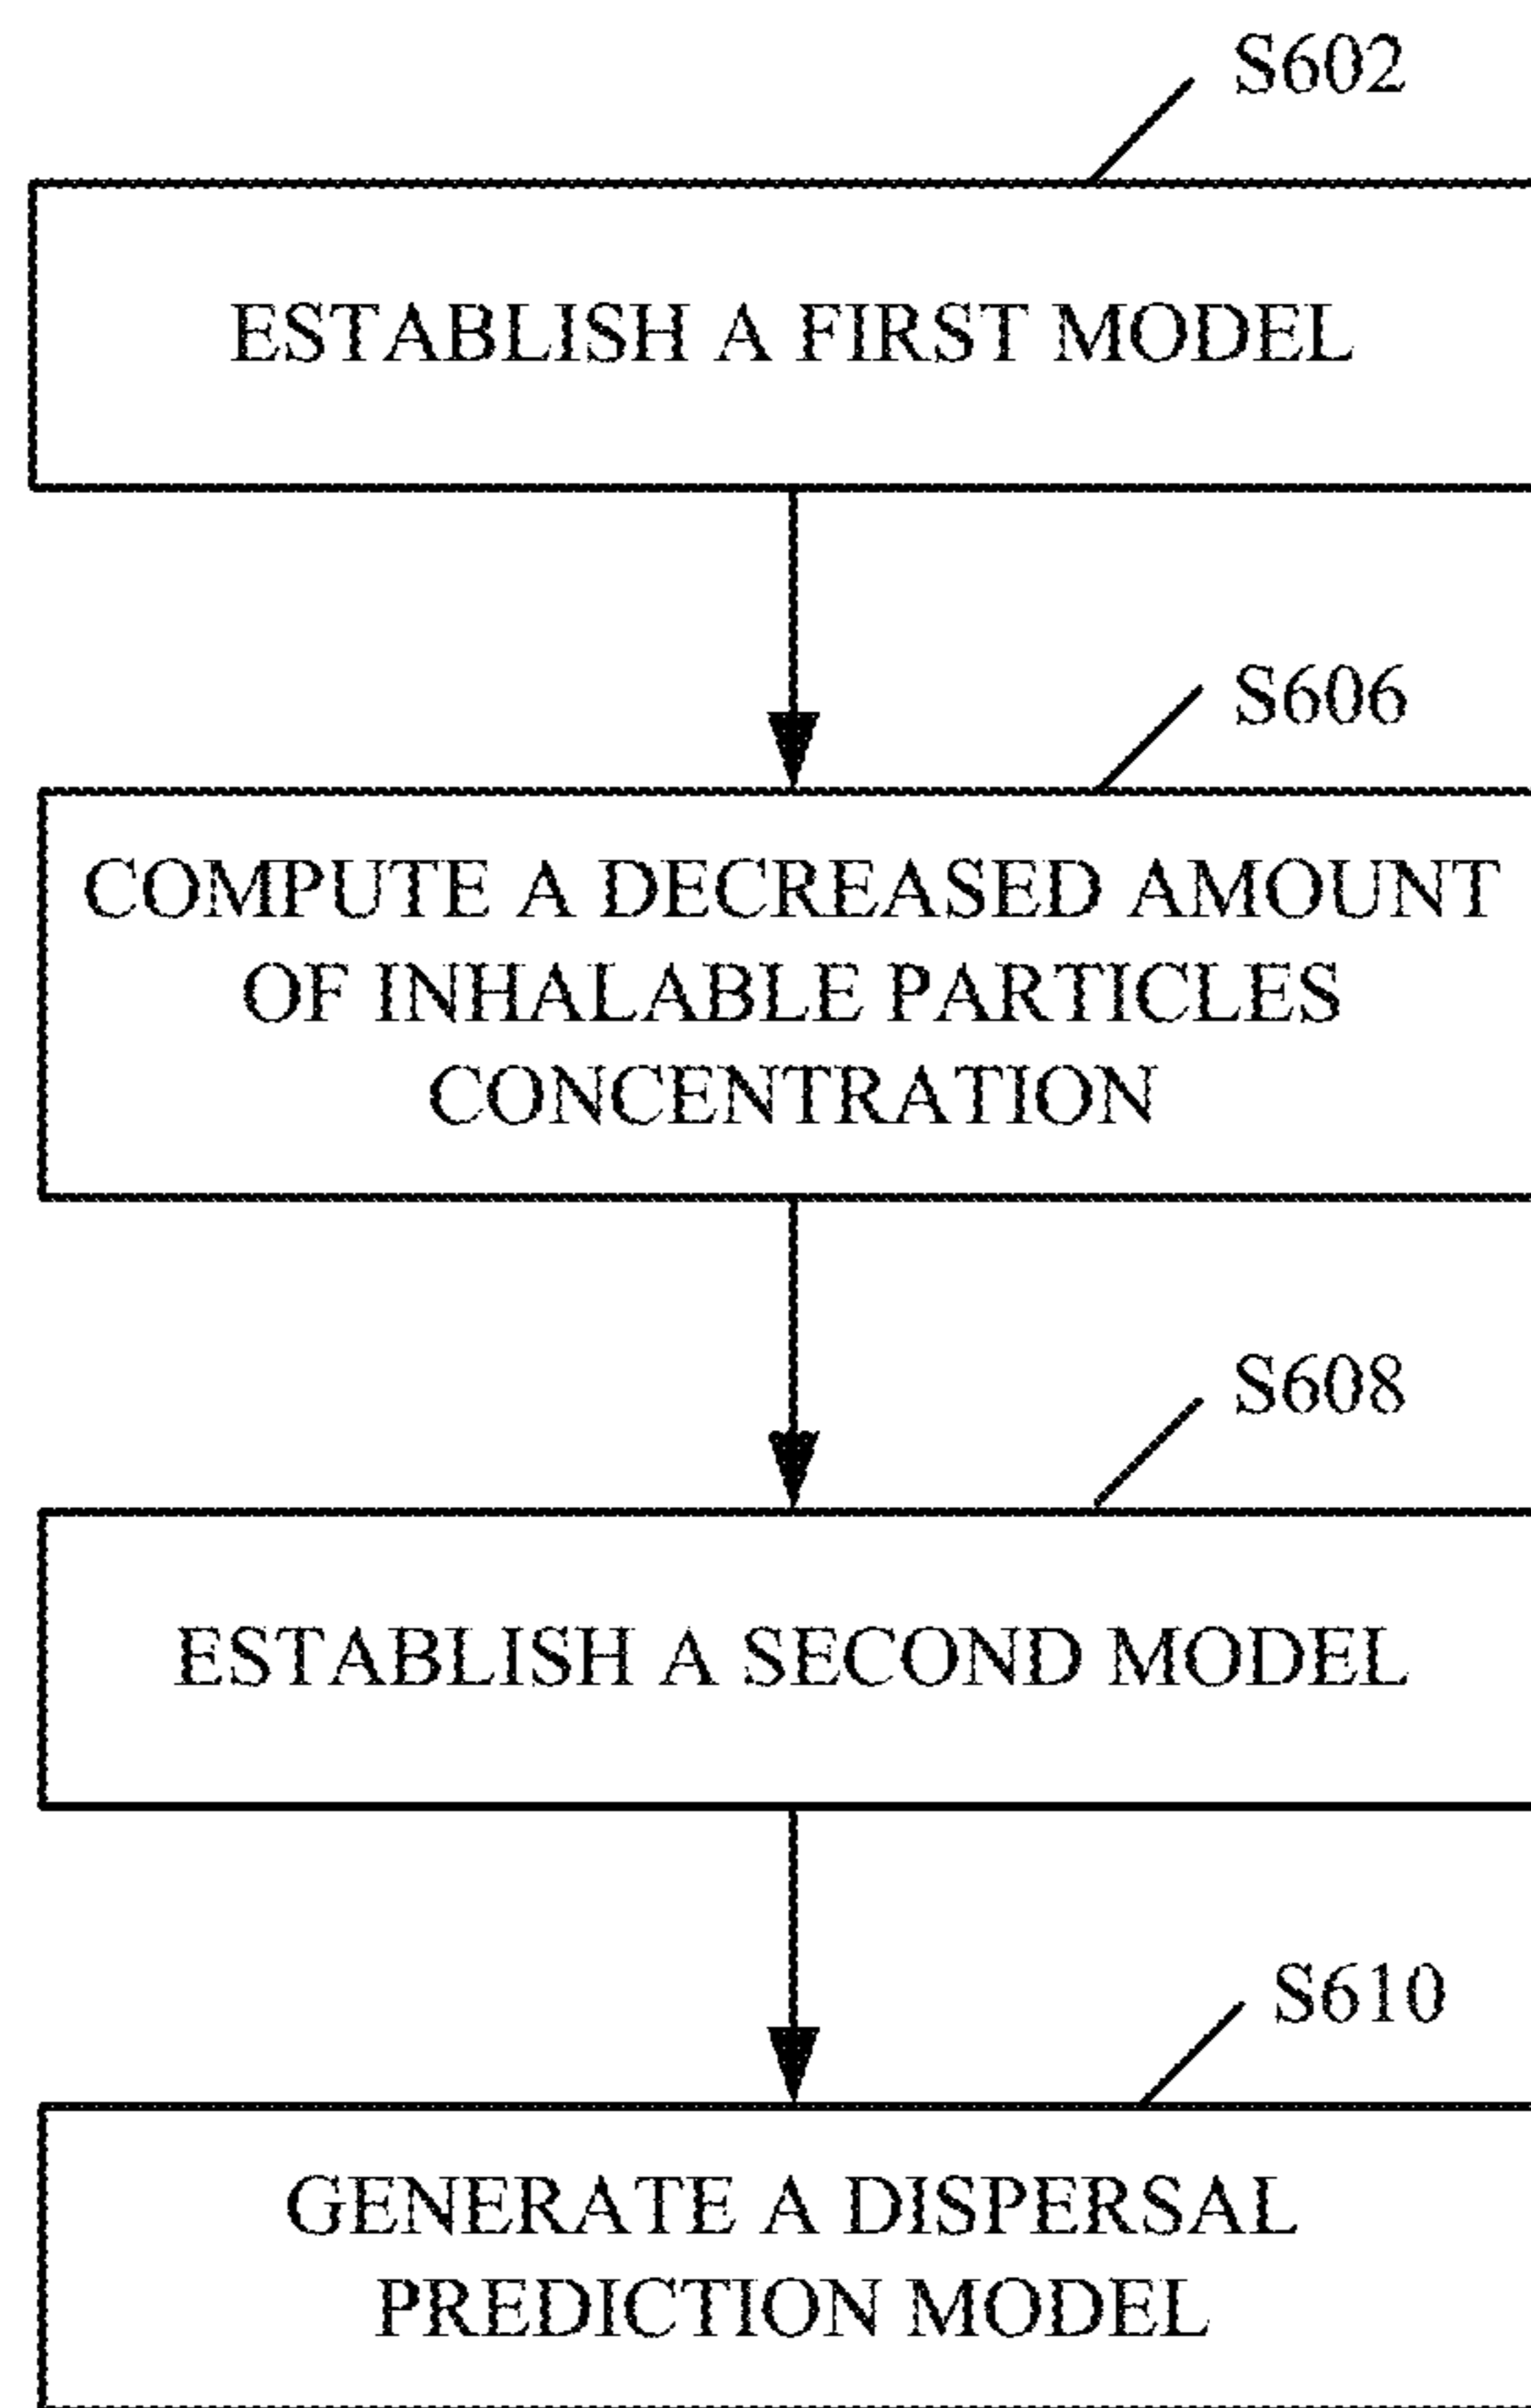 S602
ESTABLISH A FIRST MODEL
S606
COMPUTE A DECREASED AMOUNT
OF INHALABLE PARTICLES
CONCENTRATION
S608
ESTABLISH A SECOND MODEL
S610
GENERATE A DISPERSAL
PREDICTION MODEL